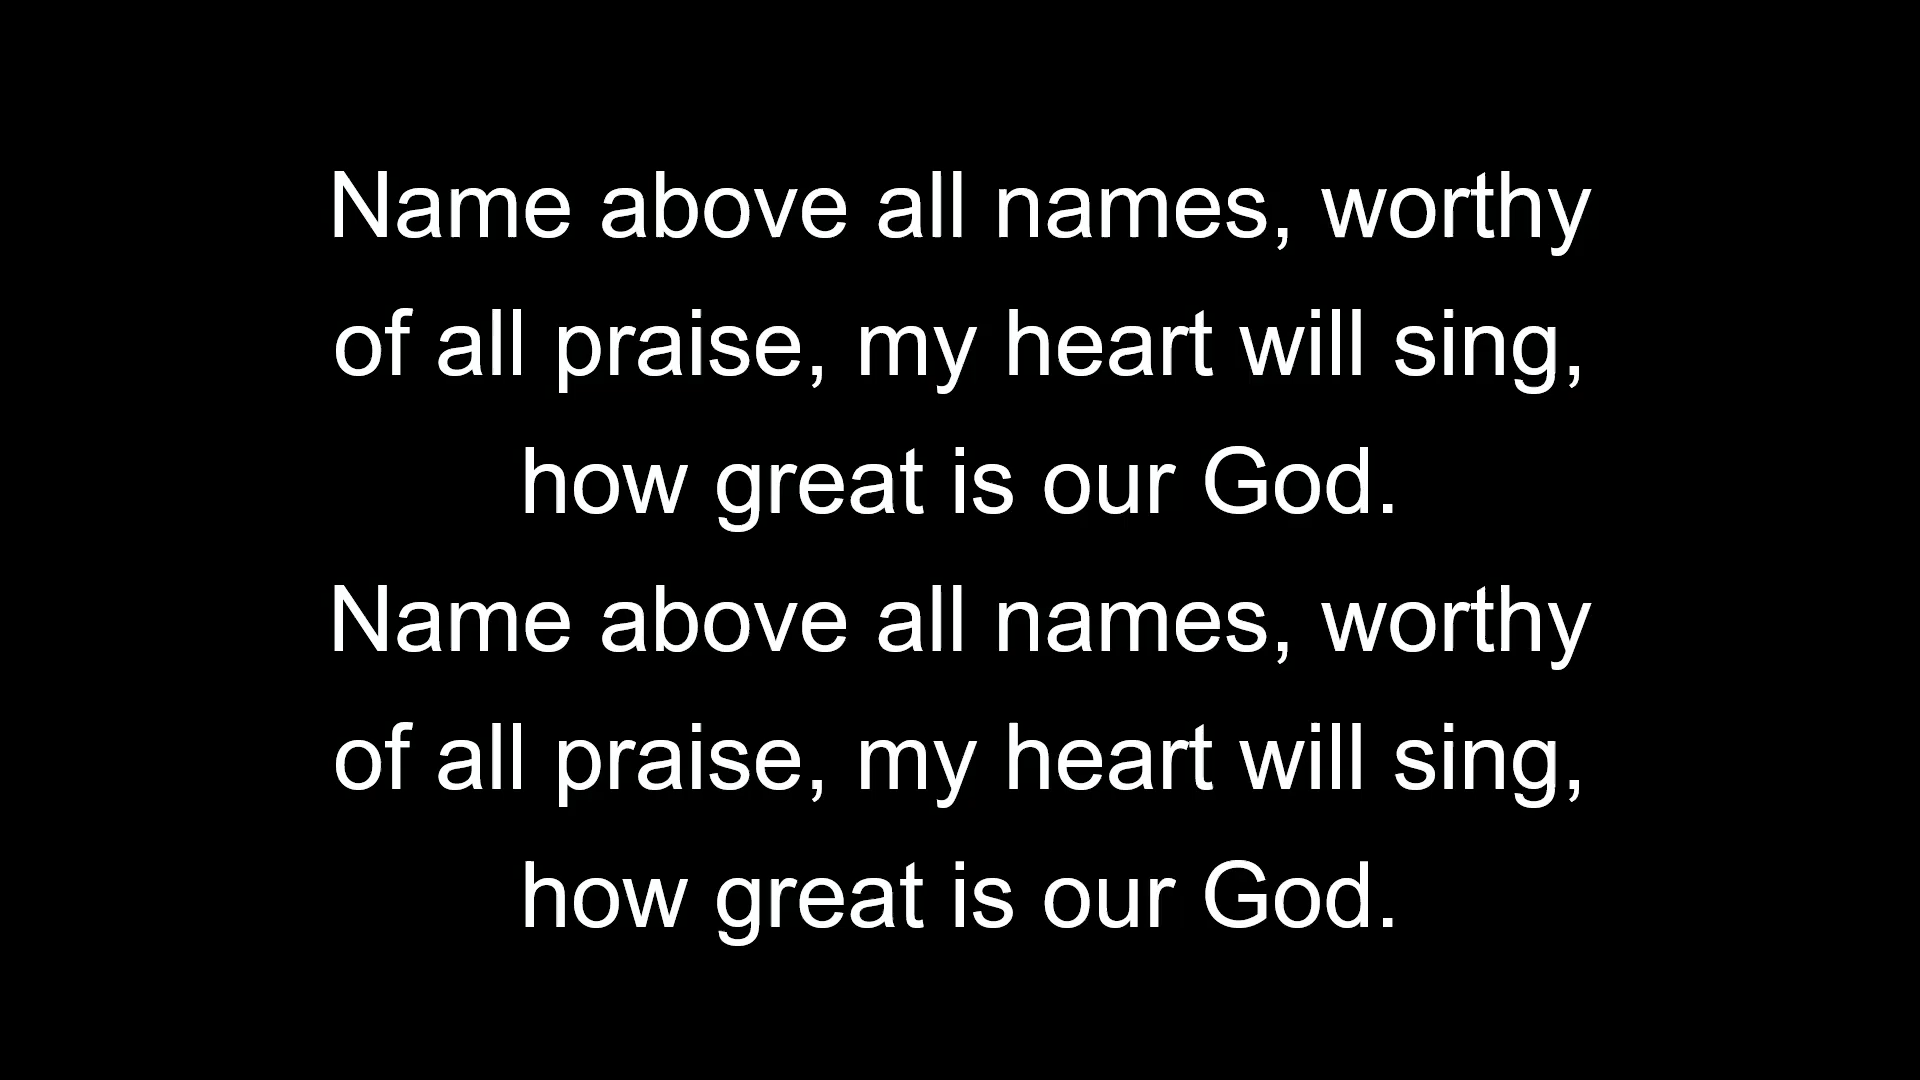 Name above all names, worthy
of all praise, my heart will sing,
how great is our God.
Name above all names, worthy
of all praise, my heart will sing,
how great is our God.